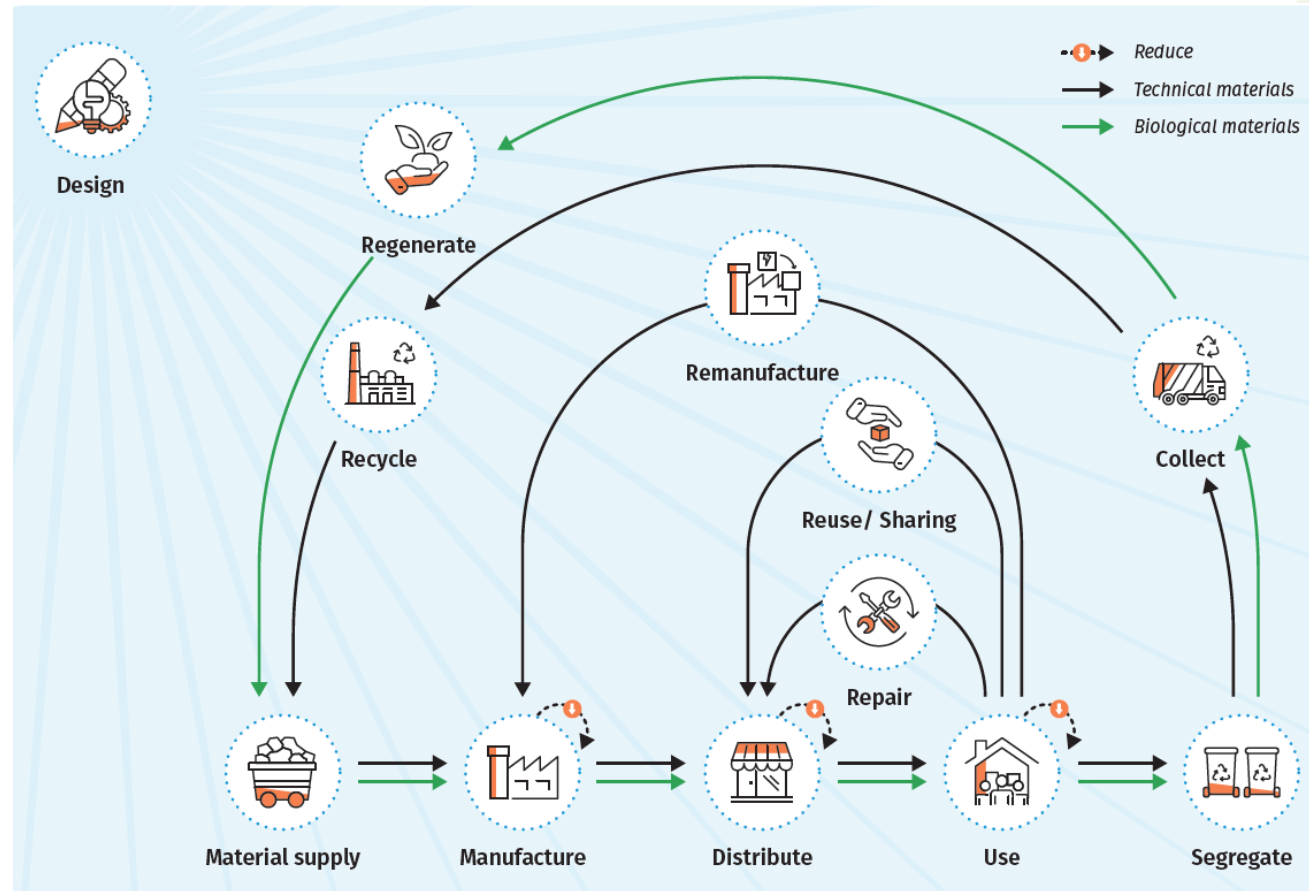 Design
Reduce
Technical materials
Biological materials
Regenerate
Remanufacture
Recycle
Collect
Reuse/ Sharing
Repair
Material supply
Manufacture
Distribute
Use
Segregate